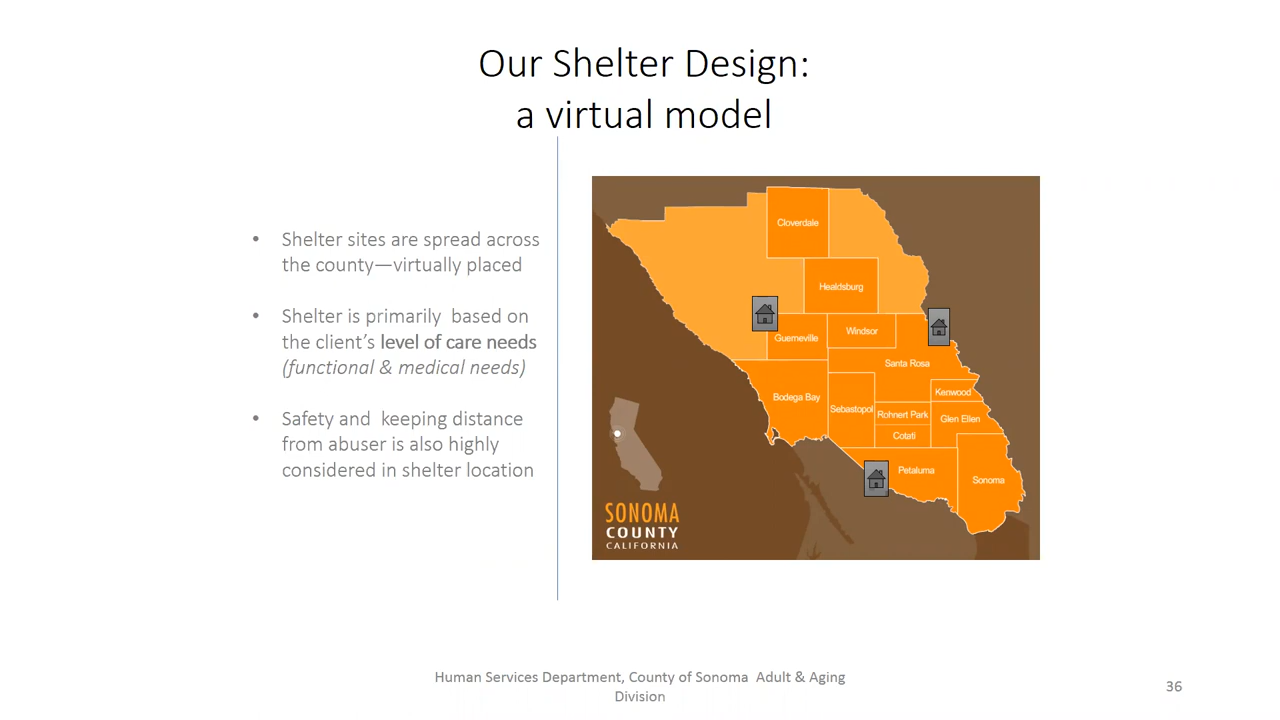 Our Shelter Design:
a virtual model
• Shelter sites are spread across
the county—virtually placed
• Shelter is primarily based on
the client’s level of care needs
(functional & medical needs)
• Safety and keeping distance
from abuser is also highly
considered in shelter location
Cloverdale
Healdsburg
Windsor
Guerneville
Santa Rosa
Kenwood
Bodega Bay
Sebastopol
Rohnert Park
Glen Ellen
Cotati
Petaluma
Sonoma
SONOMA
COUNTY
CALIFORNIA
Human Services Department, County of Sonoma Adult & Aging
Division
36